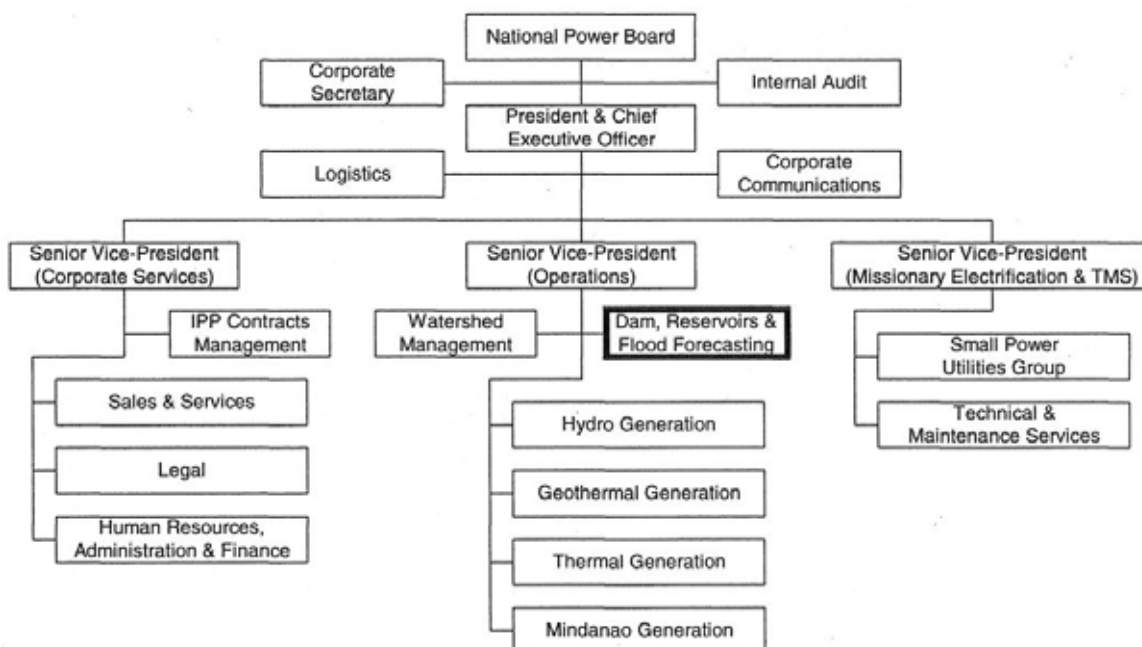 National Power Board
Corporate
Secretary
Internal Audit
President & Chief
Executive Officer
Logistics
Corporate
Communications
Senior Vice-President
(Corporate Services)
Senior Vice-President
(Operations)
Senior Vice-President
(Missionary Electrification & TMS)
IPP Contracts
Management
Watershed
Management
Dam, Reservoirs &
Flood Forecasting
Small Power
Utilities Group
Sales & Services
Hydro Generation
Technical &
Maintenance Services
Legal
Geothermal Generation
Human Resources,
Administration & Finance
Thermal Generation
Mindanao Generation